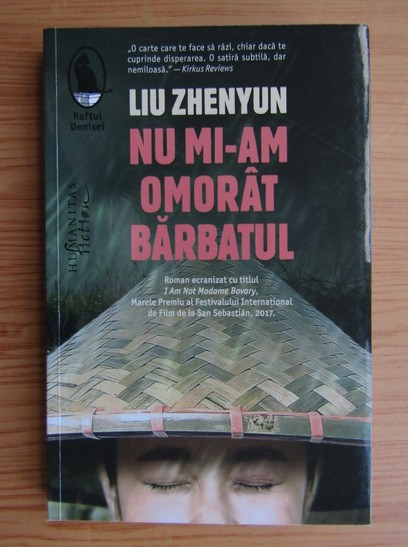 „O carte care te face să râzi, chiar dacă te
cuprinde disperarea. O satiră subtilă, dar
nemiloasă.“ — Kirkus Reviews
Raftul
Denisei
LIU ZHENYUN
NU MI-AM
OMORÂT
BĂRBATUL
HUMANITAS
fiction
Roman ecranizat cu titlul
I Am Not Madame Bovary,
Marele Premiu al Festivalului Internațional
de Film de la San Sebastián, 2017.